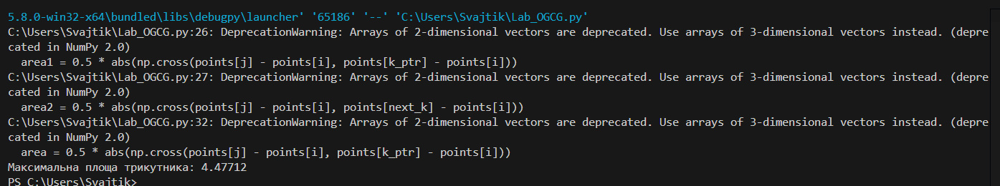 5.8.0-win32-x64\bundled\libs\debugpy\launcher' '65186' '--' 'C:\Users\Svajtik\Lab_OGCG.py'
C:\Users\Svajtik\Lab_OGCG.py:26: DeprecationWarning: Arrays of 2-dimensional vectors are deprecated. Use arrays of 3-dimensional vectors instead. (depre
cated in NumPy 2.0)
  area1 = 0.5 * abs(np.cross(points[j] - points[i], points[k_ptr] - points[i]))
C:\Users\Svajtik\Lab_OGCG.py:27: DeprecationWarning: Arrays of 2-dimensional vectors are deprecated. Use arrays of 3-dimensional vectors instead. (depre
cated in NumPy 2.0)
  area2 = 0.5 * abs(np.cross(points[j] - points[i], points[next_k] - points[i]))
C:\Users\Svajtik\Lab_OGCG.py:32: DeprecationWarning: Arrays of 2-dimensional vectors are deprecated. Use arrays of 3-dimensional vectors instead. (depre
cated in NumPy 2.0)
  area = 0.5 * abs(np.cross(points[j] - points[i], points[k_ptr] - points[i]))
Максимальна площа трикутника: 4.47712
PS C:\Users\Svajtik>